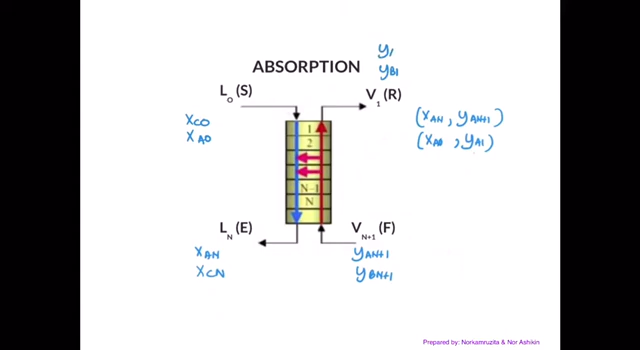 y1
yB1
ABSORPTION
L0 (S)
V1 (R)
xC0
xA0
(xAN, yAN+1)
(xA0, yA1)
1
2
N-1
N
LN (E)
VN+1 (F)
xAN
xCN
yAN+1
yBN+1
Prepared by: Norkamruzita & Nor Ashikin